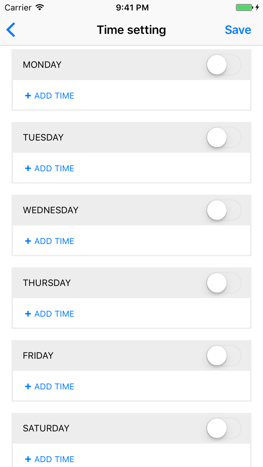 Carrier 9:41 PM
Time setting Save
MONDAY
+ ADD TIME
TUESDAY
+ ADD TIME
WEDNESDAY
+ ADD TIME
THURSDAY
+ ADD TIME
FRIDAY
+ ADD TIME
SATURDAY
+ ADD TIME